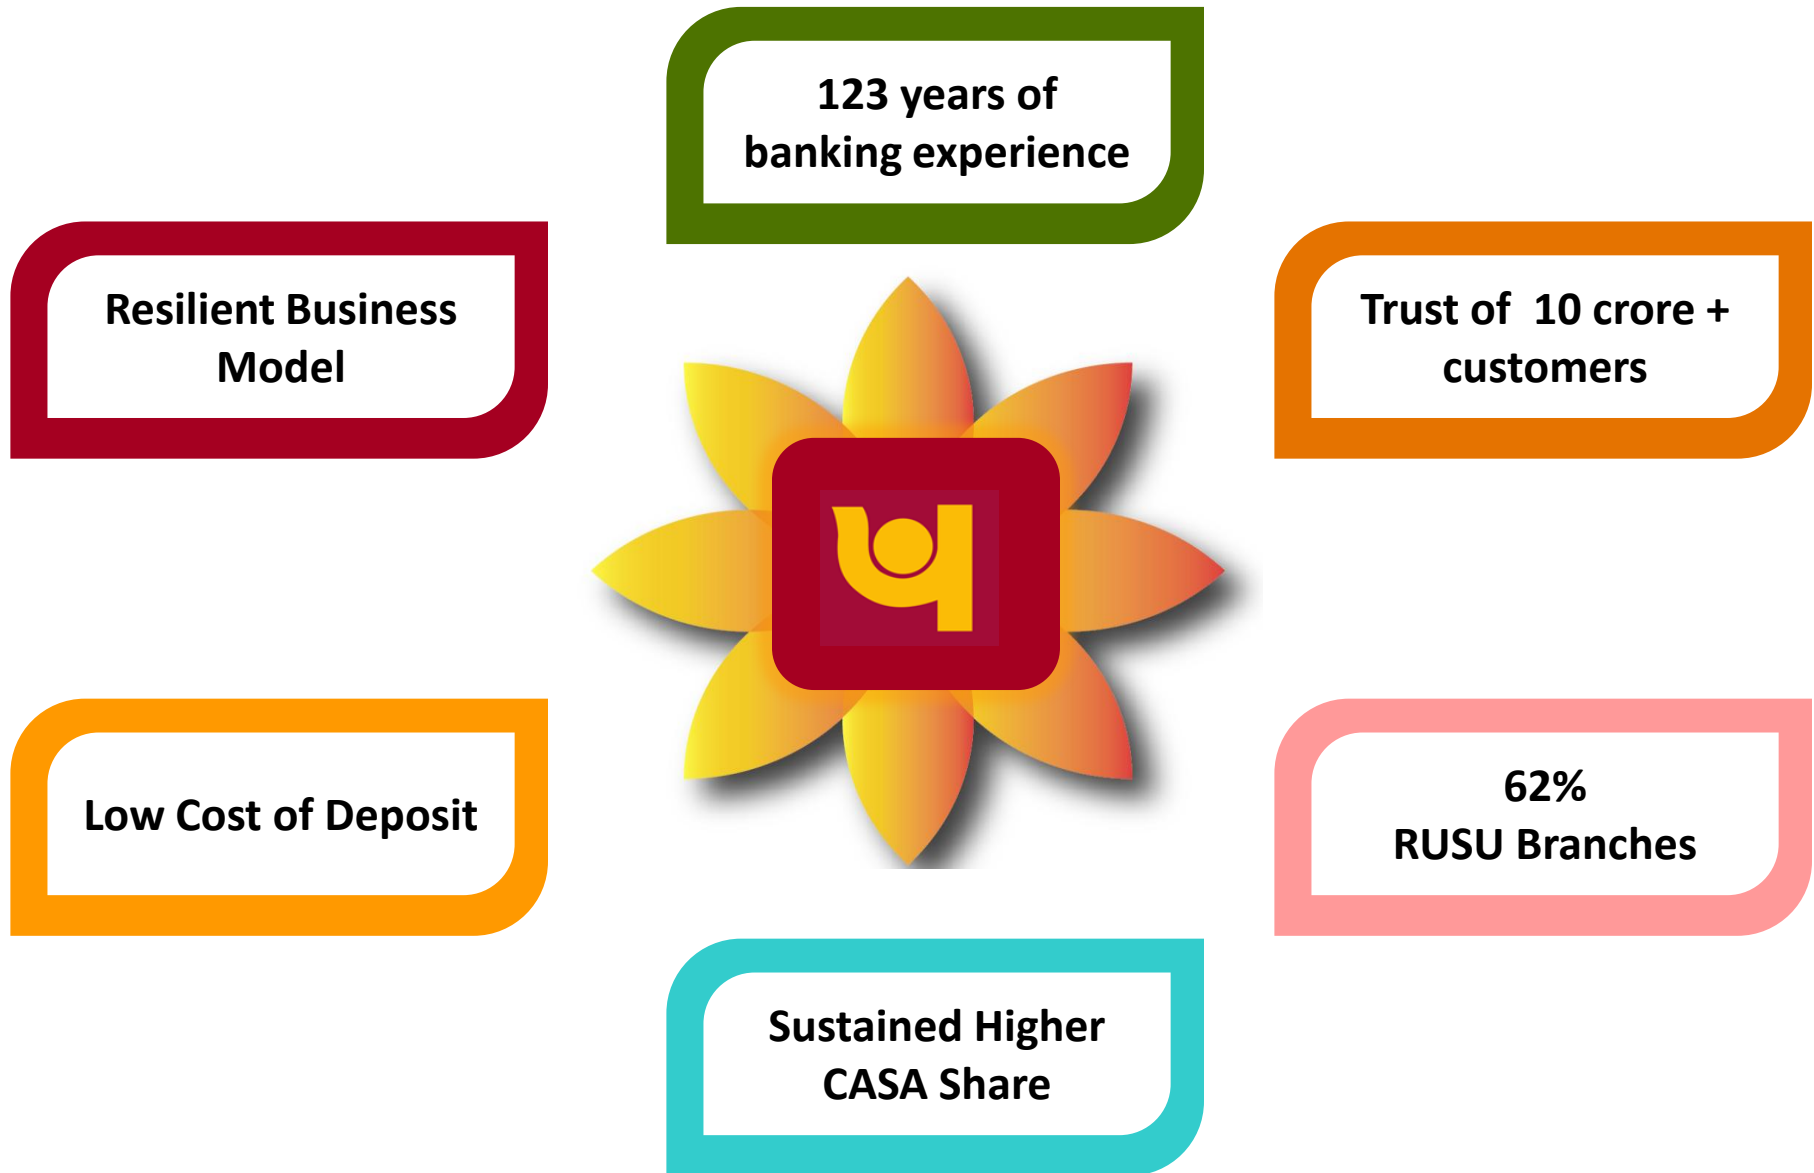 123 years of
banking experience
Resilient Business
Model
Trust of 10 crore +
customers
Low Cost of Deposit
62%
RUSU Branches
Sustained Higher
CASA Share